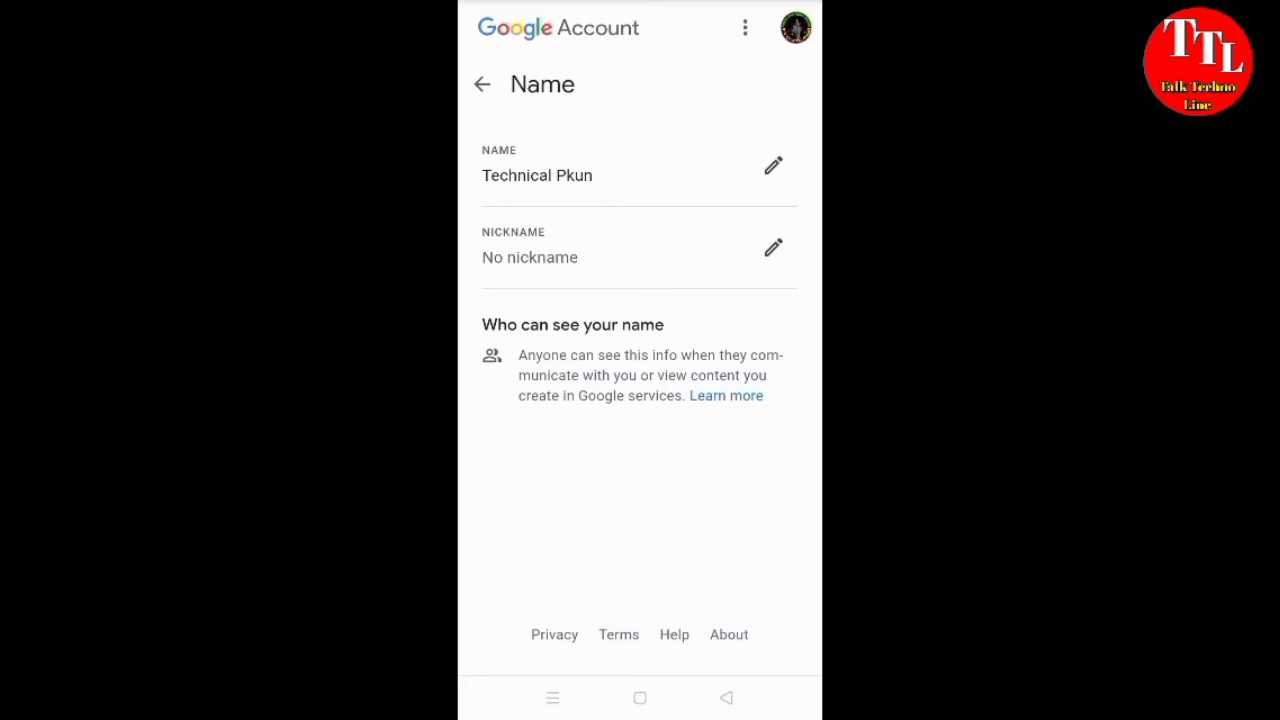 Google Account
Name
NAME
Technical Pkun
NICKNAME
No nickname
Who can see your name
Anyone can see this info when they com-
municate with you or view content you
create in Google services. Learn more
Privacy Terms Help About
TTL
Talk Techno
Line